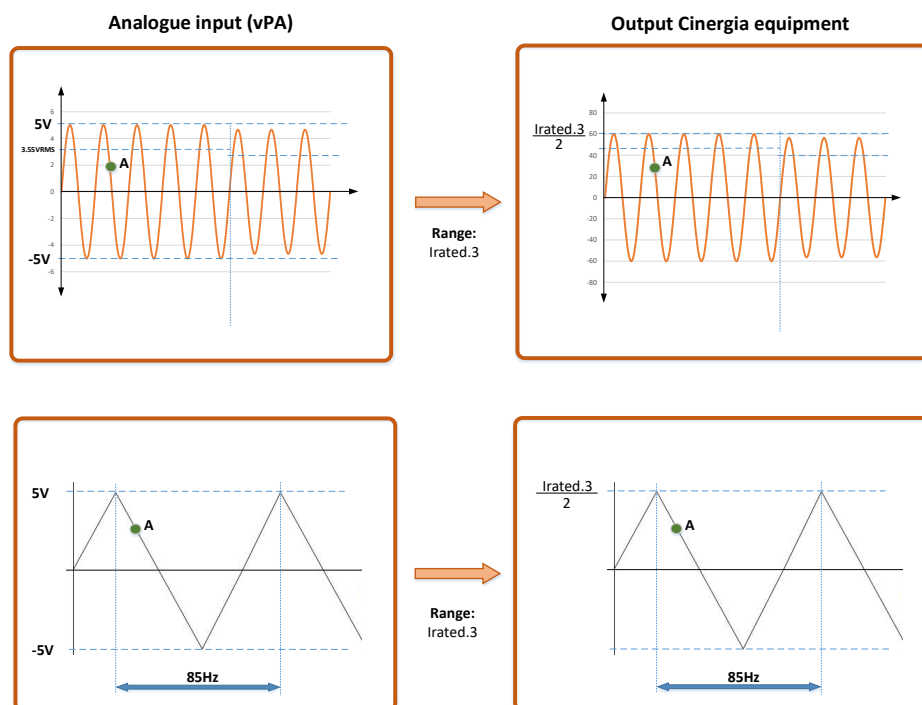 Analogue input (vPA)
Output Cinergia equipment
6
5V
4
3.55VRMS
A
2
0
-2
-4
-5V
-6
Range:
Irated.3
80
Irated.3
2
60
40
A
20
0
-20
-40
-60
-80
5V
A
-5V
85Hz
Range:
Irated.3
Irated.3
2
A
85Hz